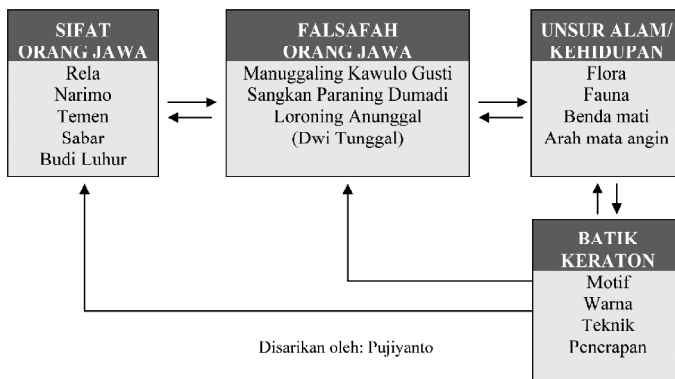 SIFAT
ORANG JAWA
Rela
Narimo
Temen
Sabar
Budi Luhur
FALSAFAH
ORANG JAWA
Manuggaling Kawulo Gusti
Sangkan Paraning Dumadi
Loroning Anunggal
(Dwi Tunggal)
UNSUR ALAM/
KEHIDUPAN
Flora
Fauna
Benda mati
Arah mata angin
BATIK
KERATON
Motif
Warna
Teknik
Penerapan
Disarikan oleh: Pujiyanto